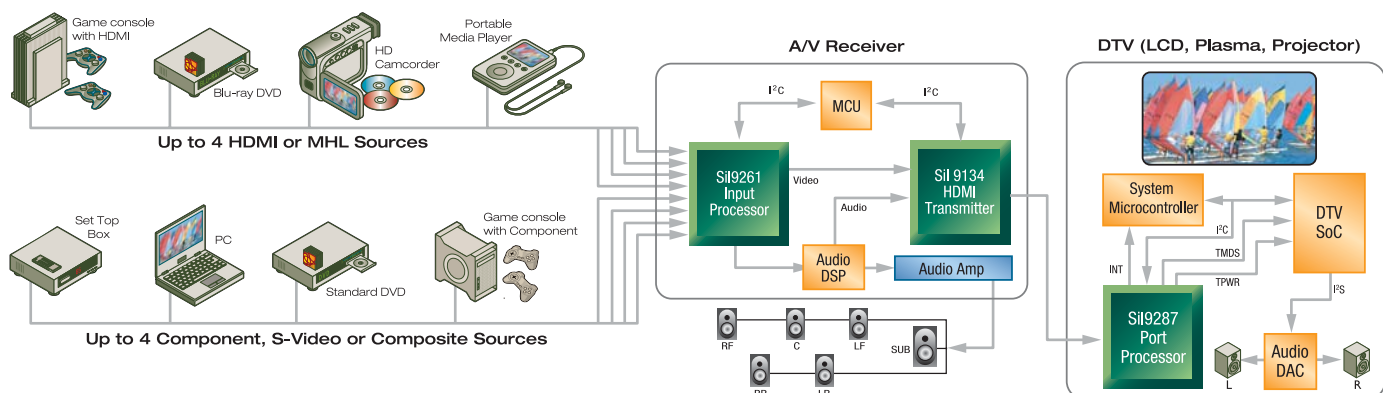 Game console
with HDMI
Blu-ray DVD
HD
Camcorder
Portable
Media Player
Up to 4 HDMI or MHL Sources
Set Top
Box
PC
Standard DVD
Game console
with Component
Up to 4 Component, S-Video or Composite Sources
A/V Receiver
I²C
MCU
I²C
SiI9261
Input
Processor
Video
SiI 9134
HDMI
Transmitter
Audio
Audio
DSP
Audio Amp
RF
C
LF
SUB
DTV (LCD, Plasma, Projector)
System
Microcontroller
DTV
SoC
I²C
TMDS
INT
TPWR
I²S
SiI9287
Port
Processor
Audio
DAC
L
R